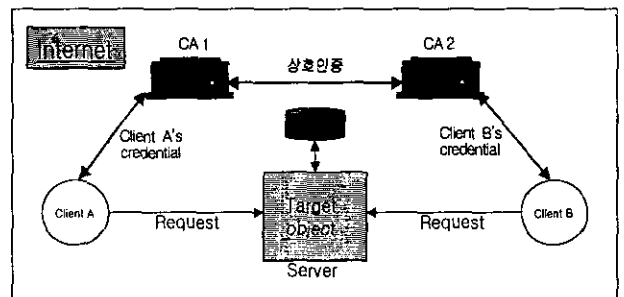 Internet
CA 1
CA 2
상호인증
Client A's
credential
Client B's
credential
Client A
Request
Target
object
Request
Client B
Server